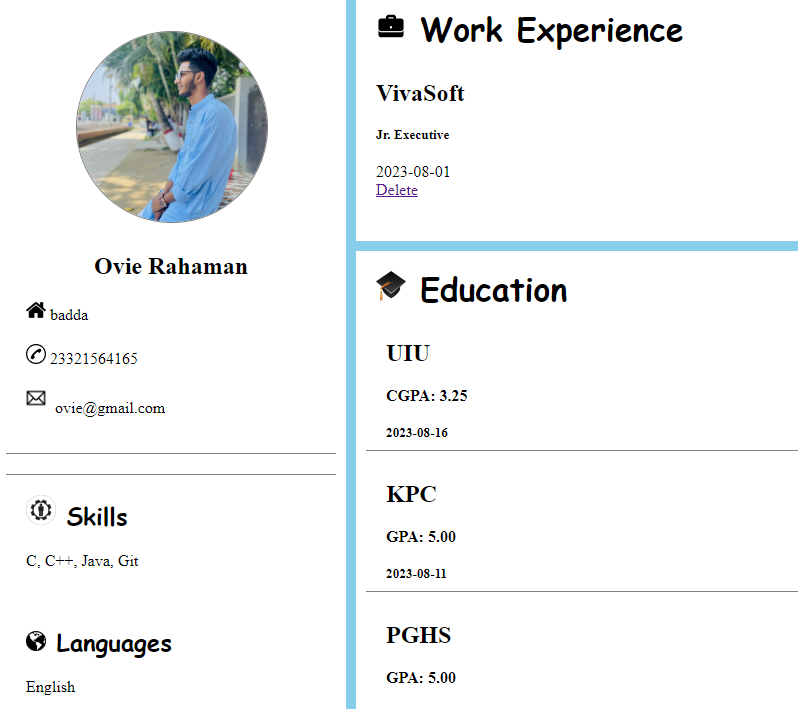 Ovie Rahaman
badda
23321564165
ovie@gmail.com
Skills
C, C++, Java, Git
Languages
English
Work Experience
VivaSoft
Jr. Executive
2023-08-01
Delete
Education
UIU
CGPA: 3.25
2023-08-16
KPC
GPA: 5.00
2023-08-11
PGHS
GPA: 5.00